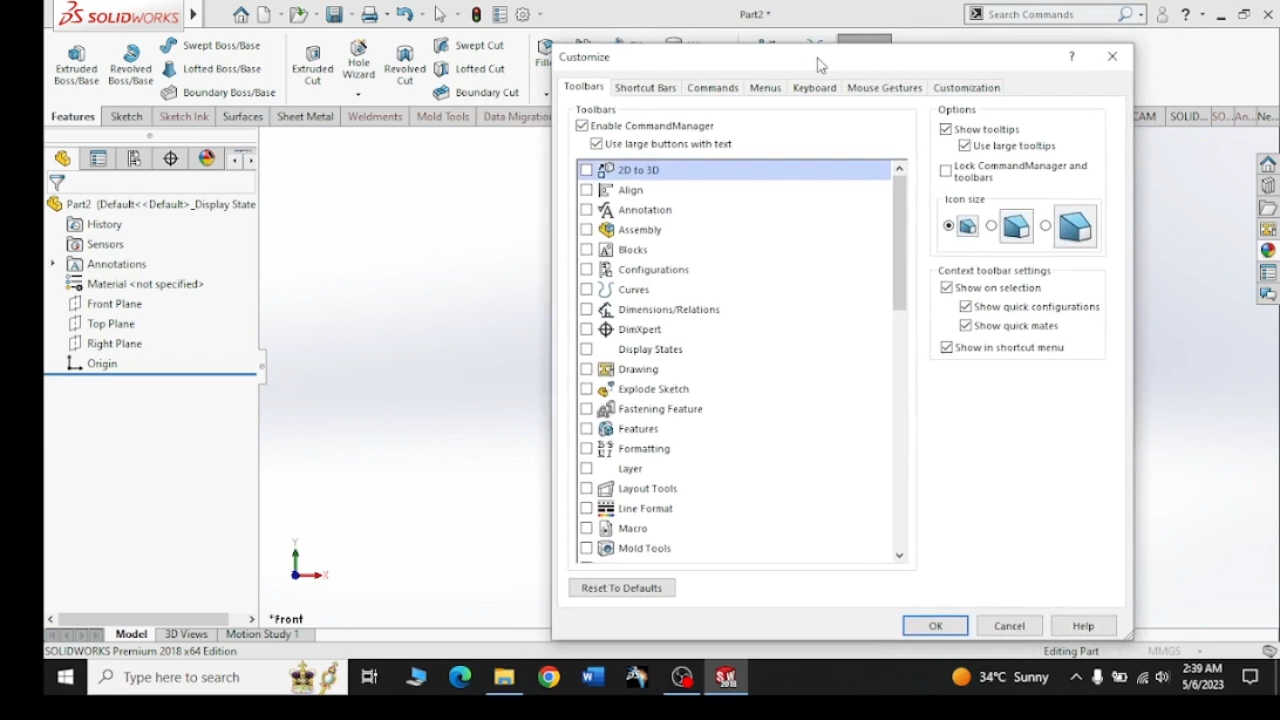 SOLIDWORKS
Part2 *
Search Commands
Extruded Boss/Base
Revolved Boss/Base
Swept Boss/Base
Lofted Boss/Base
Boundary Boss/Base
Extruded Cut
Hole Wizard
Revolved Cut
Swept Cut
Lofted Cut
Boundary Cut
Features
Sketch
Sketch Ink
Surfaces
Sheet Metal
Weldments
Mold Tools
CAM
SOLID...
SO...
An...
Ne...
Part2 (Default<<Default>_Display State
History
Sensors
Annotations
Material <not specified>
Front Plane
Top Plane
Right Plane
Origin
Y
X
*Front
Customize
?
Toolbars
Shortcut Bars
Commands
Menus
Keyboard
Mouse Gestures
Customization
Toolbars
Enable CommandManager
Use large buttons with text
2D to 3D
Align
Annotation
Assembly
Blocks
Configurations
Curves
Dimensions/Relations
DimXpert
Display States
Drawing
Explode Sketch
Fastening Feature
Features
Formatting
Layer
Layout Tools
Line Format
Macro
Mold Tools
Reset To Defaults
Options
Show tooltips
Use large tooltips
Lock CommandManager and
toolbars
Icon size
Context toolbar settings
Show on selection
Show quick configurations
Show quick mates
Show in shortcut menu
OK
Cancel
Help
Model
3D Views
Motion Study 1
SOLIDWORKS Premium 2018 x64 Edition
Editing Part
MMGS
Type here to search
34°C Sunny
2:39 AM
5/6/2023